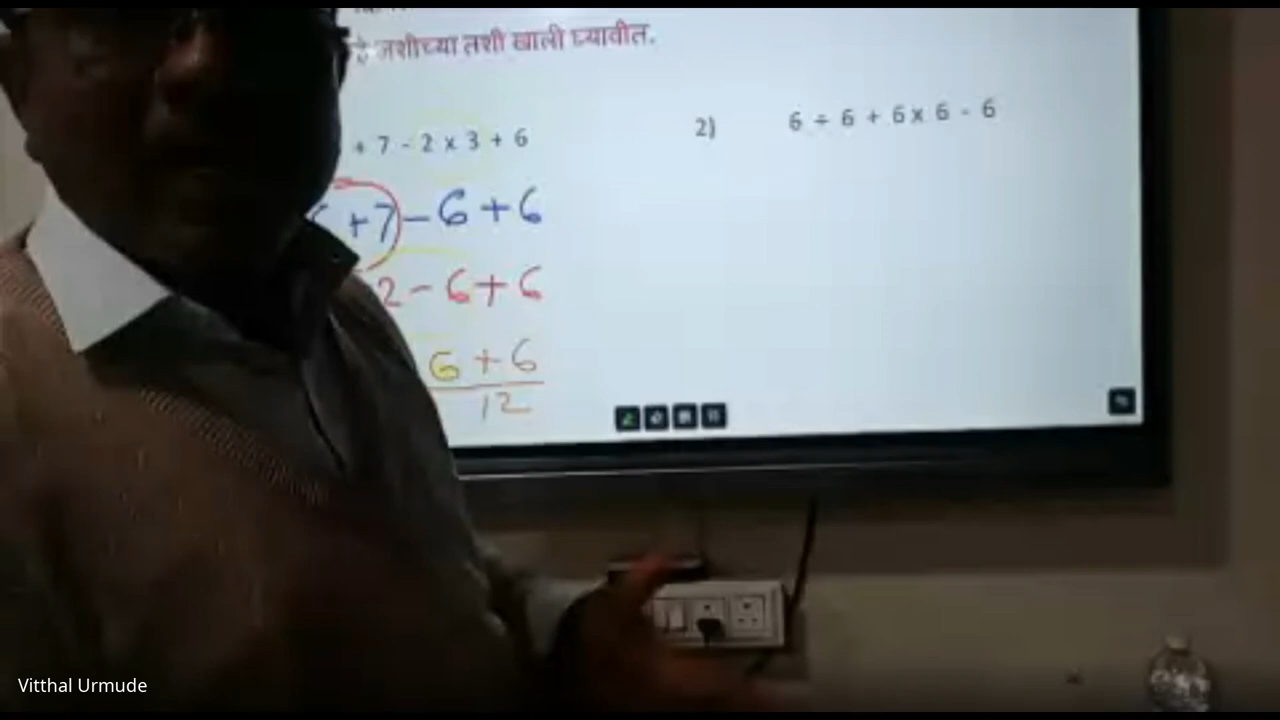 जशीच्या तशी खाली घ्यावीत.
+ 7 - 2 x 3 + 6
2) 6 ÷ 6 + 6 x 6 - 6
+7) - 6 + 6
2 - 6 + 6
6 + 6
12
Vitthal Urmude